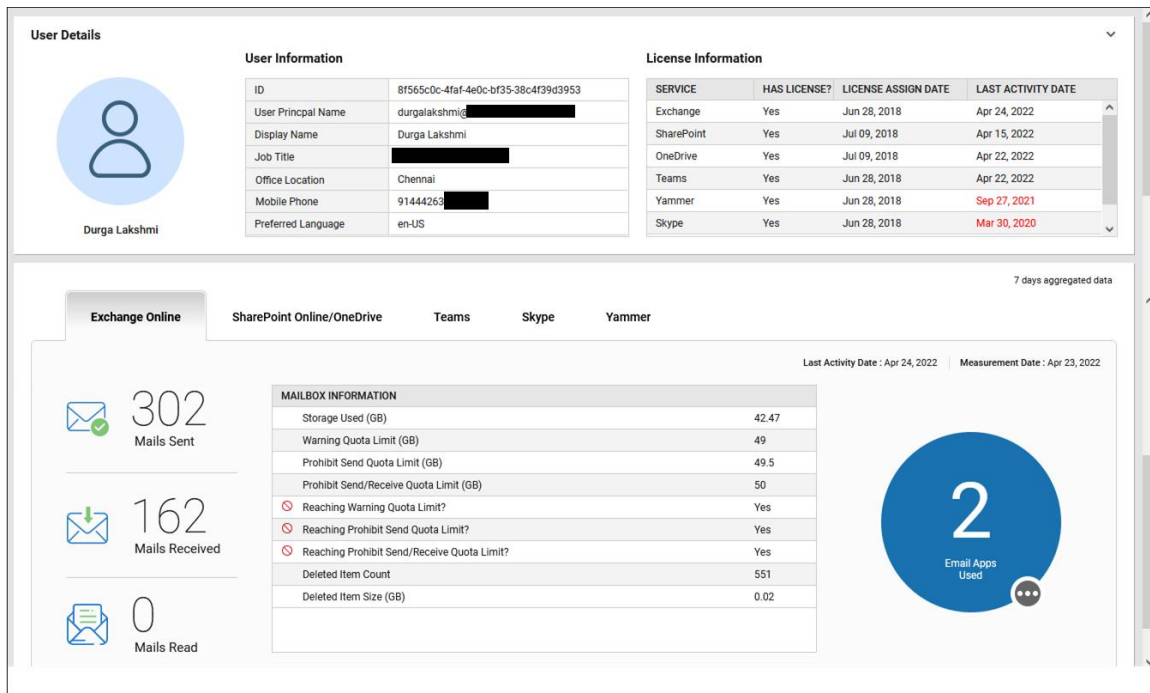 User Details
User Information
ID 8f565c0c-4faf-4e0c-bf35-38c4f39d3953
User Princpal Name durgalakshmi@
Display Name Durga Lakshmi
Job Title
Office Location Chennai
Mobile Phone 91444263
Preferred Language en-US
Durga Lakshmi
License Information
SERVICE HAS LICENSE? LICENSE ASSIGN DATE LAST ACTIVITY DATE
Exchange Yes Jun 28, 2018 Apr 24, 2022
SharePoint Yes Jul 09, 2018 Apr 15, 2022
OneDrive Yes Jul 09, 2018 Apr 22, 2022
Teams Yes Jun 28, 2018 Apr 22, 2022
Yammer Yes Jun 28, 2018 Sep 27, 2021
Skype Yes Jun 28, 2018 Mar 30, 2020
7 days aggregated data
Exchange Online SharePoint Online/OneDrive Teams Skype Yammer
Last Activity Date : Apr 24, 2022 Measurement Date : Apr 23, 2022
302
Mails Sent
162
Mails Received
0
Mails Read
MAILBOX INFORMATION
Storage Used (GB) 42.47
Warning Quota Limit (GB) 49
Prohibit Send Quota Limit (GB) 49.5
Prohibit Send/Receive Quota Limit (GB) 50
Reaching Warning Quota Limit? Yes
Reaching Prohibit Send Quota Limit? Yes
Reaching Prohibit Send/Receive Quota Limit? Yes
Deleted Item Count 551
Deleted Item Size (GB) 0.02
2
Email Apps
Used